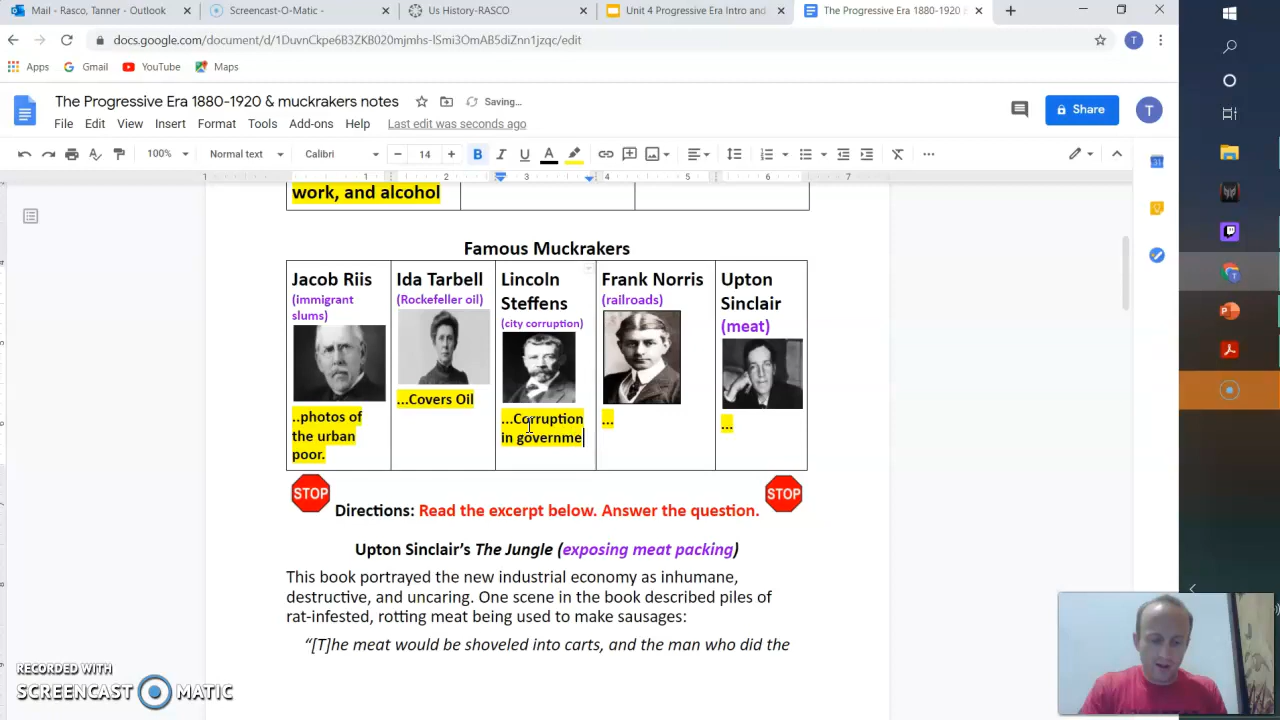 Mail - Rasco, Tanner - Outlook
Screencast-O-Matic -
Us History-RASCO
Unit 4 Progressive Era Intro and
The Progressive Era 1880-1920
docs.google.com/document/d/1DuvnCkpe6B3ZKB020mjmhs-ISmi3OmAB5diZnn1jzqc/edit
T
Apps
Gmail
YouTube
Maps
The Progressive Era 1880-1920 & muckrakers notes
Saving...
File
Edit
View
Insert
Format
Tools
Add-ons
Help
Last edit was seconds ago
Share
T
100%
Normal text
Calibri
14
B
I
U
A
1
1
2
3
4
5
6
7
work, and alcohol
Famous Muckrakers
Jacob Riis
(immigrant
slums)
..photos of
the urban
poor.
Ida Tarbell
(Rockefeller oil)
...Covers Oil
Lincoln
Steffens
(city corruption)
...Corruption
in governme
Frank Norris
(railroads)
...
Upton
Sinclair
(meat)
...
STOP
STOP
Directions: Read the excerpt below. Answer the question.
Upton Sinclair's The Jungle (exposing meat packing)
This book portrayed the new industrial economy as inhumane,
destructive, and uncaring. One scene in the book described piles of
rat-infested, rotting meat being used to make sausages:
"[T]he meat would be shoveled into carts, and the man who did the
RECORDED WITH
SCREENCAST MATIC